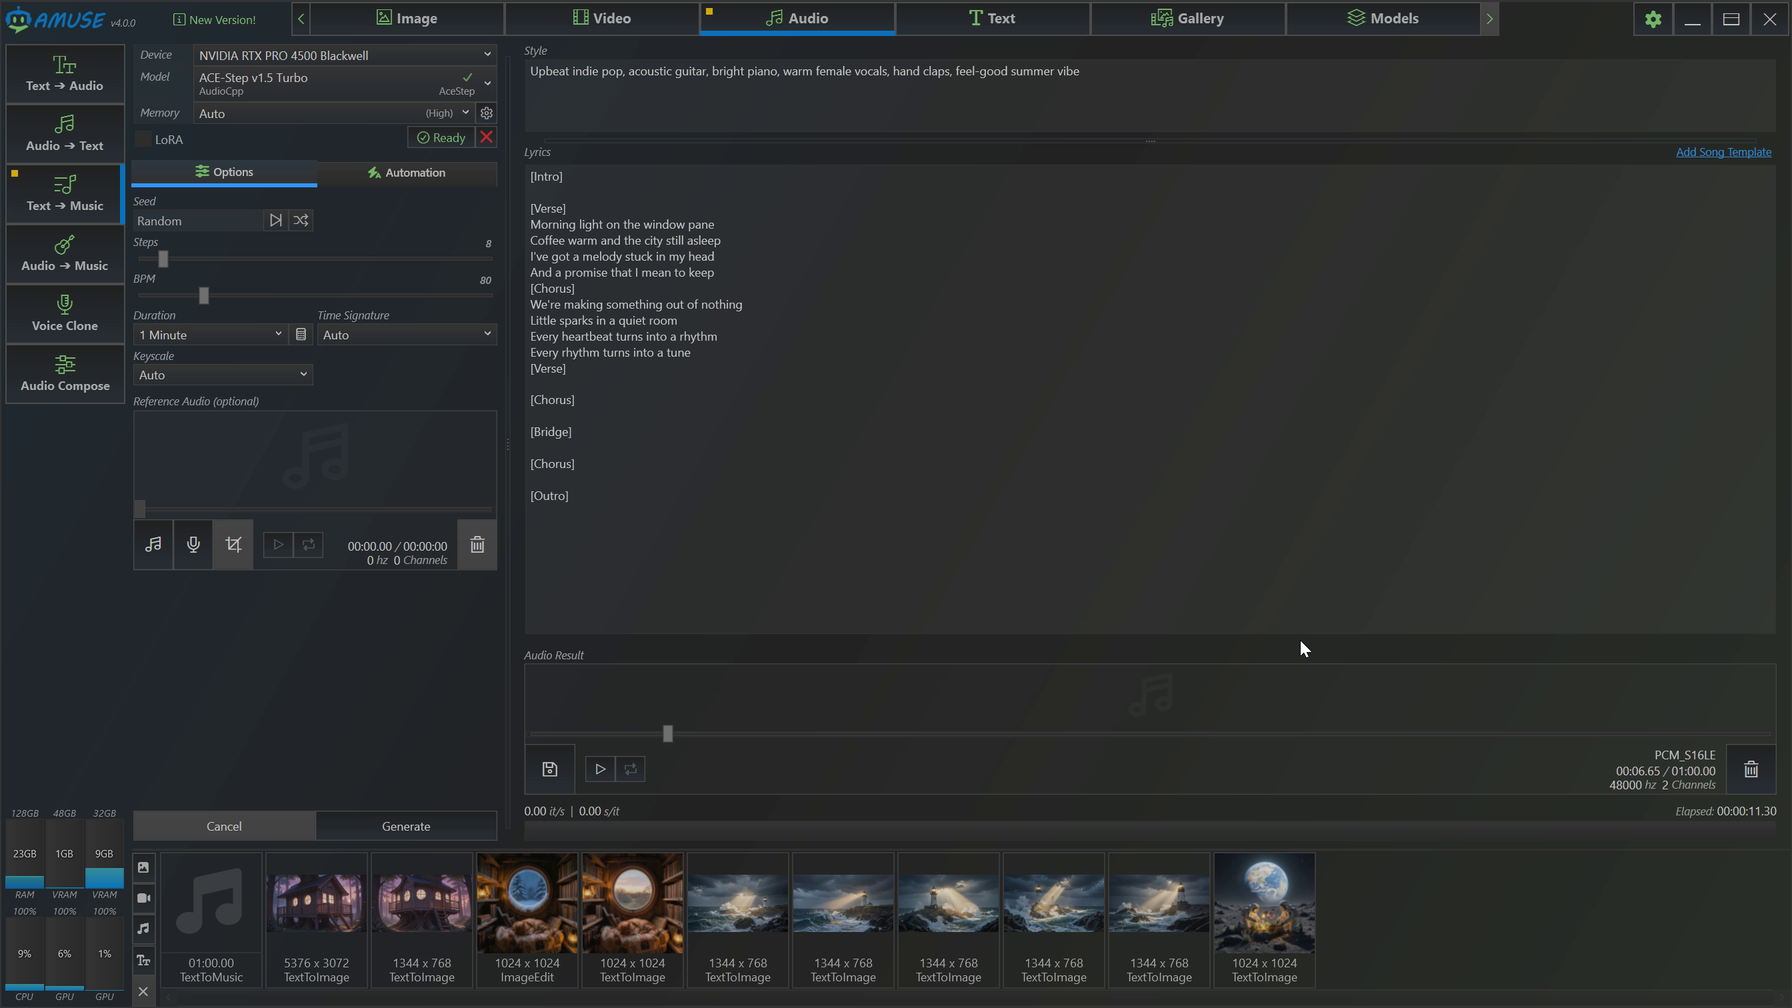 AMUSE v4.0.0
New Version!
Image
Video
Audio
Text
Gallery
Models
Text → Audio
Audio → Text
Text → Music
Audio → Music
Voice Clone
Audio Compose
Device
NVIDIA RTX PRO 4500 Blackwell
Model
ACE-Step v1.5 Turbo
AudioCpp
AceStep
Memory
Auto
(High)
LoRA
Ready
Options
Automation
Seed
Random
Steps
8
BPM
80
Duration
Time Signature
1 Minute
Auto
Keyscale
Auto
Reference Audio (optional)
00:00.00 / 00:00:00
0 hz 0 Channels
Cancel
Generate
Style
Upbeat indie pop, acoustic guitar, bright piano, warm female vocals, hand claps, feel-good summer vibe
Lyrics
Add Song Template
[Intro]
[Verse]
Morning light on the window pane
Coffee warm and the city still asleep
I've got a melody stuck in my head
And a promise that I mean to keep
[Chorus]
We're making something out of nothing
Little sparks in a quiet room
Every heartbeat turns into a rhythm
Every rhythm turns into a tune
[Verse]
[Chorus]
[Bridge]
[Chorus]
[Outro]
Audio Result
PCM_S16LE
00:06.65 / 01:00.00
48000 hz 2 Channels
0.00 it/s | 0.00 s/it
Elapsed: 00:00:11.30
128GB 48GB 32GB
23GB 1GB 9GB
RAM VRAM VRAM
100% 100% 100%
9% 6% 1%
CPU GPU GPU
01:00.00
TextToMusic
5376 x 3072
TextToImage
1344 x 768
TextToImage
1024 x 1024
ImageEdit
1024 x 1024
TextToImage
1344 x 768
TextToImage
1344 x 768
TextToImage
1344 x 768
TextToImage
1344 x 768
TextToImage
1344 x 768
TextToImage
1024 x 1024
TextToImage